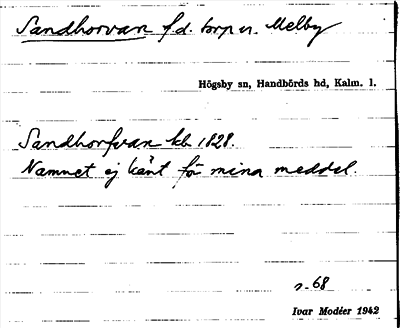 Sandhorvan f.d. torp u. Melby
Högsby sn, Handbörds hd, Kalm. l.
Sandhorfvan kb 1828.
Namnet ej känt för mina meddel.
s. 68
Ivar Modéer 1942